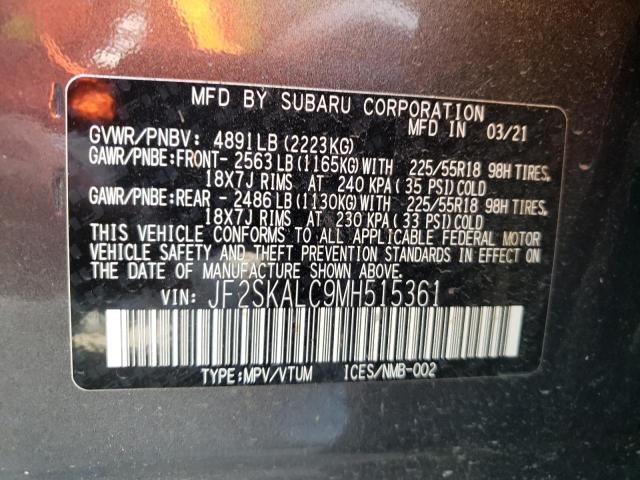 MFD BY SUBARU CORPORATION
MFD IN 03/21
GVWR/PNBV: 4891LB (2223KG)
GAWR/PNBE:FRONT- 2563 LB (1165KG) WITH 225/55R18 98H TIRES,
18X7J RIMS AT 240 KPA ( 35 PSI) COLD
GAWR/PNBE:REAR - 2486 LB (1130KG) WITH 225/55R18 98H TIRES,
18X7J RIMS AT 230 KPA ( 33 PSI) COLD
THIS VEHICLE CONFORMS TO ALL APPLICABLE FEDERAL MOTOR
VEHICLE SAFETY AND THEFT PREVENTION STANDARDS IN EFFECT ON
THE DATE OF MANUFACTURE SHOWN ABOVE.
VIN: JF2SKALC9MH515361
TYPE:MPV/VTUM ICES/NMB-002